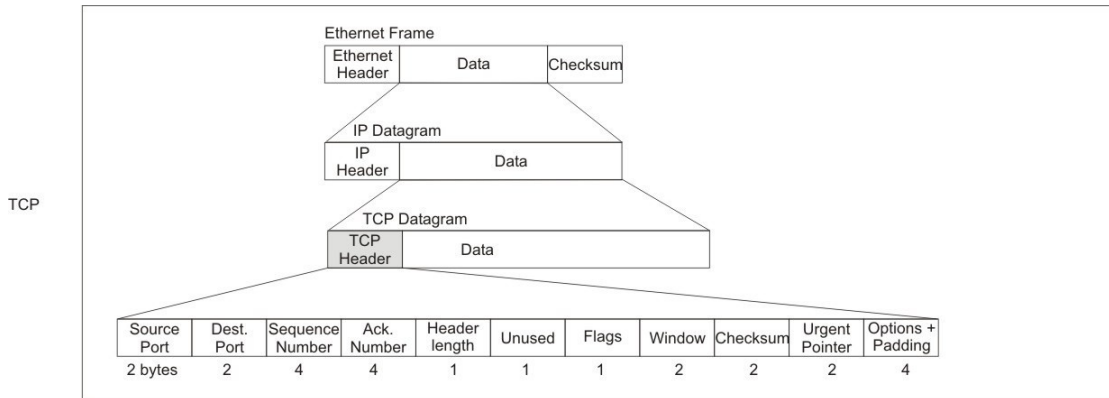 Ethernet Frame
Ethernet
Header
Data
Checksum
IP Datagram
IP
Header
Data
TCP
TCP Datagram
TCP
Header
Data
Source
Port
Dest.
Port
Sequence
Number
Ack.
Number
Header
length
Unused
Flags
Window
Checksum
Urgent
Pointer
Options +
Padding
2 bytes 2 4 4 1 1 1 2 2 2 4